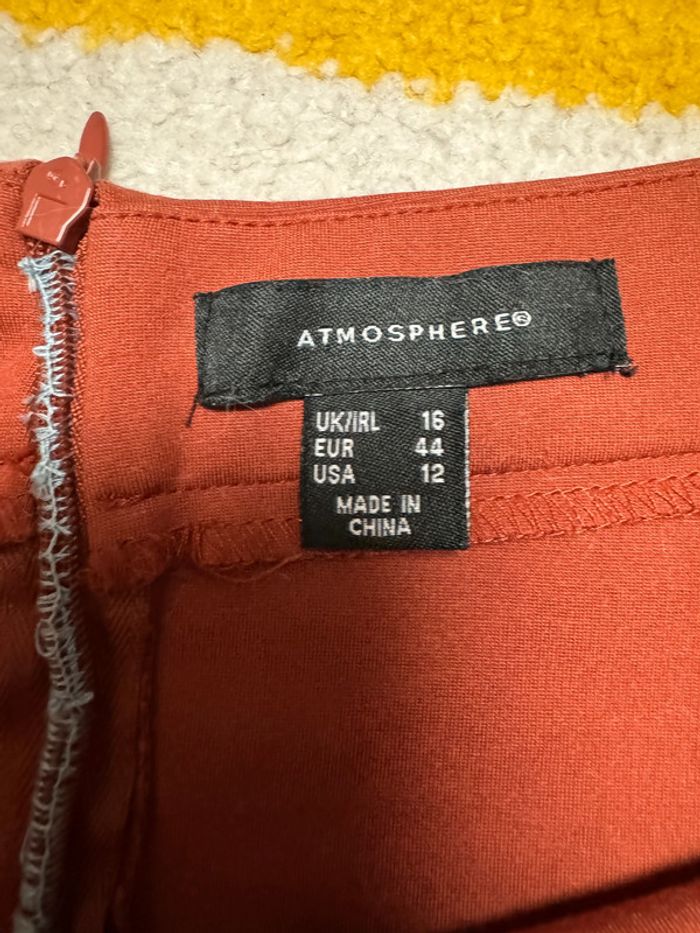 ATMOSPHERE®
UK/IRL 16
EUR 44
USA 12
MADE IN
CHINA